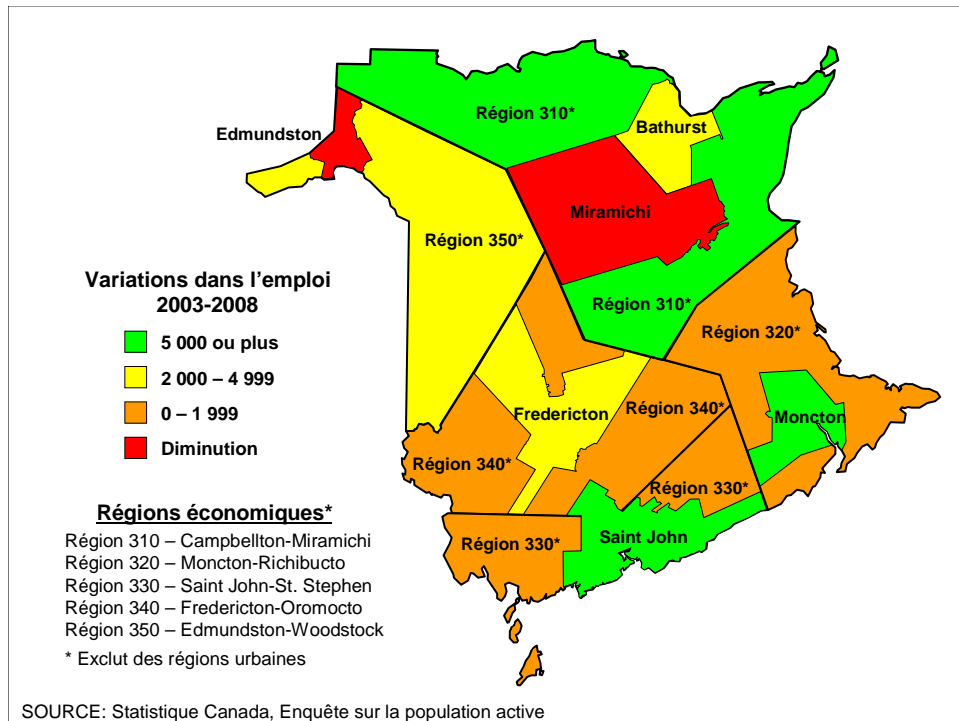 Région 310*
Edmundston
Bathurst
Miramichi
Région 350*
Variations dans l'emploi
2003-2008
5 000 ou plus
2 000 – 4 999
0 – 1 999
Diminution
Région 310*
Région 320*
Fredericton
Région 340*
Moncton
Région 340*
Région 330*
Saint John
Région 330*
Régions économiques*
Région 310 – Campbellton-Miramichi
Région 320 – Moncton-Richibucto
Région 330 – Saint John-St. Stephen
Région 340 – Fredericton-Oromocto
Région 350 – Edmundston-Woodstock
* Exclut des régions urbaines
SOURCE: Statistique Canada, Enquête sur la population active